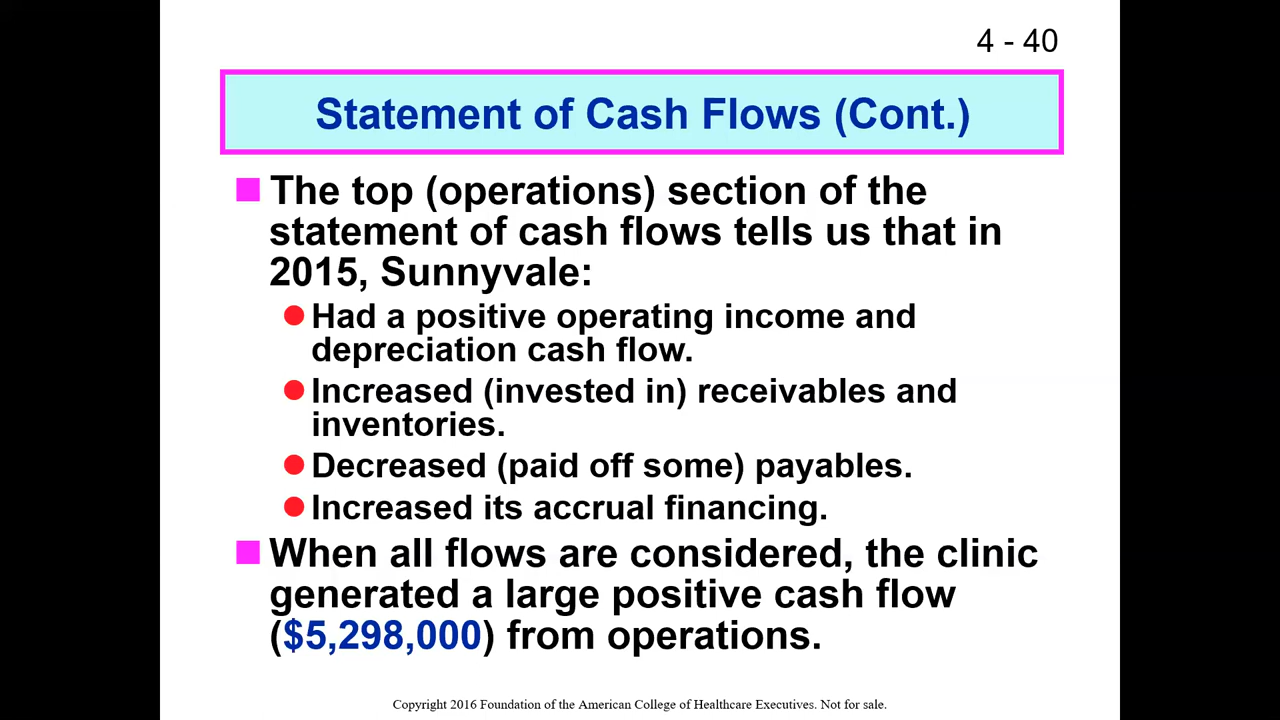 4 - 40
Statement of Cash Flows (Cont.)
The top (operations) section of the
statement of cash flows tells us that in
2015, Sunnyvale:
Had a positive operating income and
depreciation cash flow.
Increased (invested in) receivables and
inventories.
Decreased (paid off some) payables.
Increased its accrual financing.
When all flows are considered, the clinic
generated a large positive cash flow
($5,298,000) from operations.
Copyright 2016 Foundation of the American College of Healthcare Executives. Not for sale.